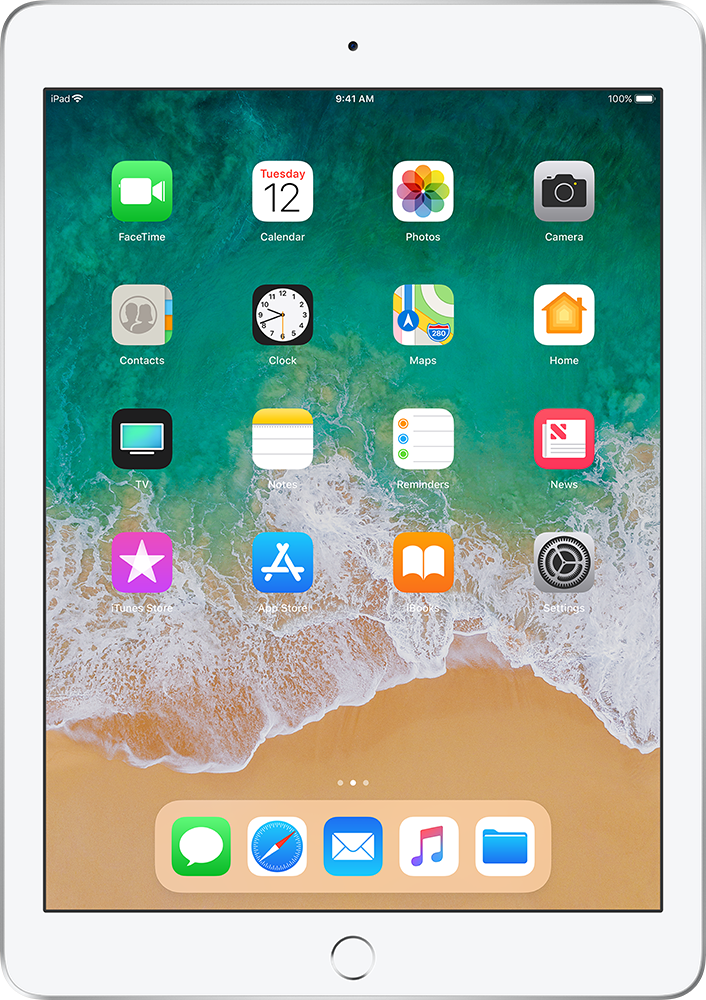 iPad 9:41 AM 100%
Tuesday
12
FaceTime Calendar Photos Camera
280
Contacts Clock Maps Home
TV Notes Reminders News
iTunes Store App Store iBooks Settings